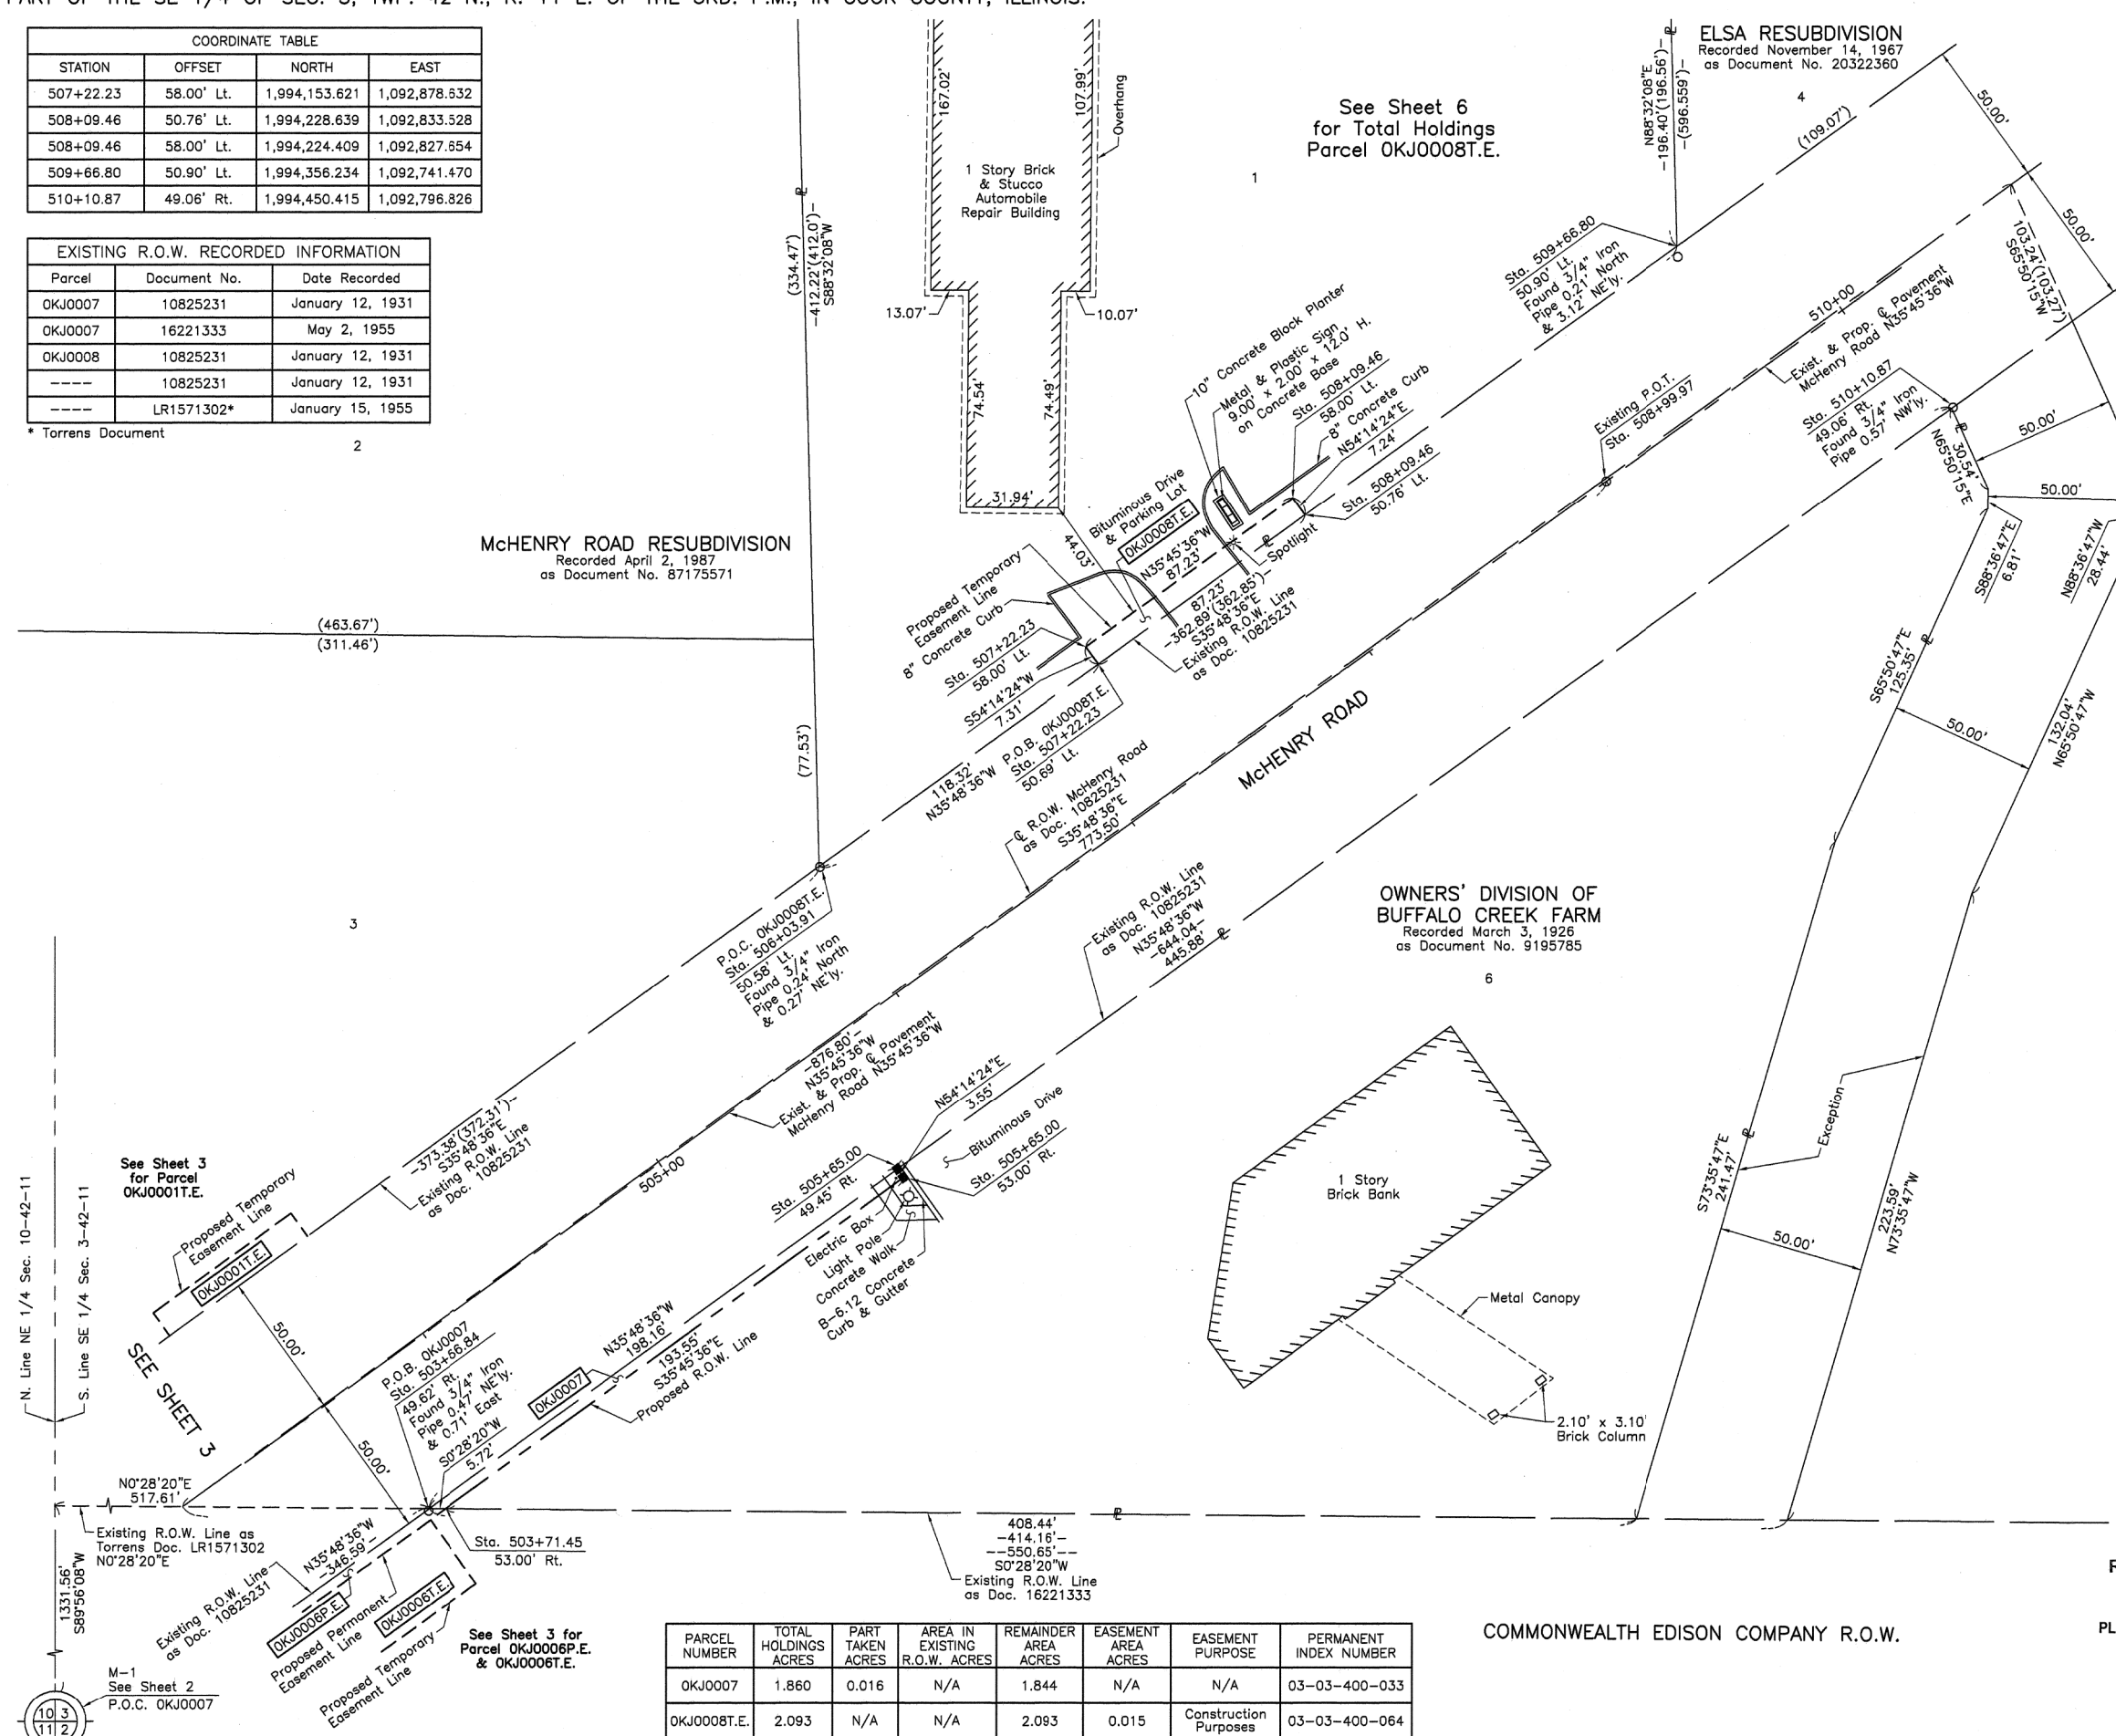 PART OF THE SE 1/4 OF SEC. 3, TWP. 42 N., R. 11 E. OF THE 3RD. P.M., IN COOK COUNTY, ILLINOIS.
COORDINATE TABLE
STATION OFFSET NORTH EAST
507+22.23 58.00' Lt. 1,994,153.621 1,092,878.632
508+09.46 50.76' Lt. 1,994,228.639 1,092,833.528
508+09.46 58.00' Lt. 1,994,224.409 1,092,827.654
509+66.80 50.90' Lt. 1,994,356.234 1,092,741.470
510+10.87 49.06' Rt. 1,994,450.415 1,092,796.826
EXISTING R.O.W. RECORDED INFORMATION
Parcel Document No. Date Recorded
0KJ0007 10825231 January 12, 1931
0KJ0007 16221333 May 2, 1955
0KJ0008 10825231 January 12, 1931
---- 10825231 January 12, 1931
---- LR1571302* January 15, 1955
* Torrens Document
2
(334.47')
-412.22'(412.0')-
S88°32'08"W
167.02'
107.99'
Overhang
1 Story Brick
& Stucco
Automobile
Repair Building
13.07'
10.07'
74.54'
74.49'
31.94'
44.03'
See Sheet 6
for Total Holdings
Parcel 0KJ0008T.E.
1
N88°32'08"E
-196.40'(196.56')-
-(596.559')-
ELSA RESUBDIVISION
Recorded November 14, 1967
as Document No. 20322360
4
(109.07')
50.00'
50.00'
103.24'(103.27')
S65°50'15"W
Sta. 509+66.80
50.90' Lt.
Found 3/4" Iron
Pipe 0.21' North
& 3.12' NE'ly.
510+00
Exist. & Prop. ℄ Pavement
McHenry Road N35°45'36"W
Sta. 510+10.87
49.06' Rt.
Found 3/4" Iron
Pipe 0.57' NW'ly.
Existing P.O.T.
Sta. 508+99.97
30.54'
N65°50'15"E
50.00'
50.00'
S88°36'47"E
6.81'
N88°36'47"W
28.44'
10" Concrete Block Planter
Metal & Plastic Sign
9.00' x 2.00' x 12.0' H.
on Concrete Base
Sta. 508+09.46
58.00' Lt.
8" Concrete Curb
N54°14'24"E
7.24'
Sta. 508+09.46
50.76' Lt.
Spotlight
Bituminous Drive
& Parking Lot
0KJ0008T.E.
N35°45'36"W
87.23'
87.23'
-362.89'(362.85')-
S35°48'36"E
Existing R.O.W. Line
as Doc. 10825231
McHENRY ROAD RESUBDIVISION
Recorded April 2, 1987
as Document No. 87175571
(463.67')
(311.46')
Proposed Temporary
Easement Line
8" Concrete Curb
Sta. 507+22.23
58.00' Lt.
S54°14'24"W
7.31'
P.O.B. 0KJ0008T.E.
Sta. 507+22.23
50.69' Lt.
118.32'
N35°48'36"W
(77.53')
McHENRY ROAD
℄ R.O.W. McHenry Road
as Doc. 10825231
S35°48'36"E
773.50'
S65°50'47"E
125.35'
50.00'
132.04'
N65°50'47"W
3
P.O.C. 0KJ0008T.E.
Sta. 506+03.91
50.58' Lt.
Found 3/4" Iron
Pipe 0.24' North
& 0.27' NE'ly.
Existing R.O.W. Line
as Doc. 10825231
N35°48'36"W
-644.04-
445.88'
OWNERS' DIVISION OF
BUFFALO CREEK FARM
Recorded March 3, 1926
as Document No. 9195785
6
-876.80'-
N35°45'36"W
Exist. & Prop. ℄ Pavement
McHenry Road N35°45'36"W
N54°14'24"E
3.55'
Bituminous Drive
Sta. 505+65.00
53.00' Rt.
Sta. 505+65.00
49.45' Rt.
Electric Box
Light Pole
Concrete Walk
B-6.12 Concrete
Curb & Gutter
505+00
-373.38'(372.31')-
S35°48'36"E
Existing R.O.W. Line
as Doc. 10825231
See Sheet 3
for Parcel
0KJ0001T.E.
Proposed Temporary
Easement Line
0KJ0001T.E.
N. Line NE 1/4 Sec. 10-42-11
S. Line SE 1/4 Sec. 3-42-11
SEE SHEET 3
50.00'
50.00'
1 Story
Brick Bank
Metal Canopy
2.10' x 3.10'
Brick Column
Exception
S73°35'47"E
241.47'
50.00'
223.59'
N73°35'47"W
P.O.B. 0KJ0007
Sta. 503+66.84
49.62' Rt.
Found 3/4" Iron
Pipe 0.47' NE'ly.
& 0.71' East
S0°28'20"W
5.72'
0KJ0007
N35°48'36"W
198.16'
193.55'
S35°45'36"E
Proposed R.O.W. Line
N0°28'20"E
517.61'
Existing R.O.W. Line as
Torrens Doc. LR1571302
N0°28'20"E
1331.56'
S89°56'08"W
N35°48'36"W
-346.59'-
Existing R.O.W. Line
as Doc. 10825231
0KJ0006P.E.
0KJ0006T.E.
Proposed Permanent
Easement Line
Proposed Temporary
Easement Line
Sta. 503+71.45
53.00' Rt.
See Sheet 3 for
Parcel 0KJ0006P.E.
& 0KJ0006T.E.
408.44'
-414.16'-
--550.65'--
S0°28'20"W
Existing R.O.W. Line
as Doc. 16221333
M-1
See Sheet 2
P.O.C. 0KJ0007
10 3
11 2
PARCEL NUMBER TOTAL HOLDINGS ACRES PART TAKEN ACRES AREA IN EXISTING R.O.W. ACRES REMAINDER AREA ACRES EASEMENT AREA ACRES EASEMENT PURPOSE PERMANENT INDEX NUMBER
0KJ0007 1.860 0.016 N/A 1.844 N/A N/A 03-03-400-033
0KJ0008T.E. 2.093 N/A N/A 2.093 0.015 Construction Purposes 03-03-400-064
COMMONWEALTH EDISON COMPANY R.O.W.
PL